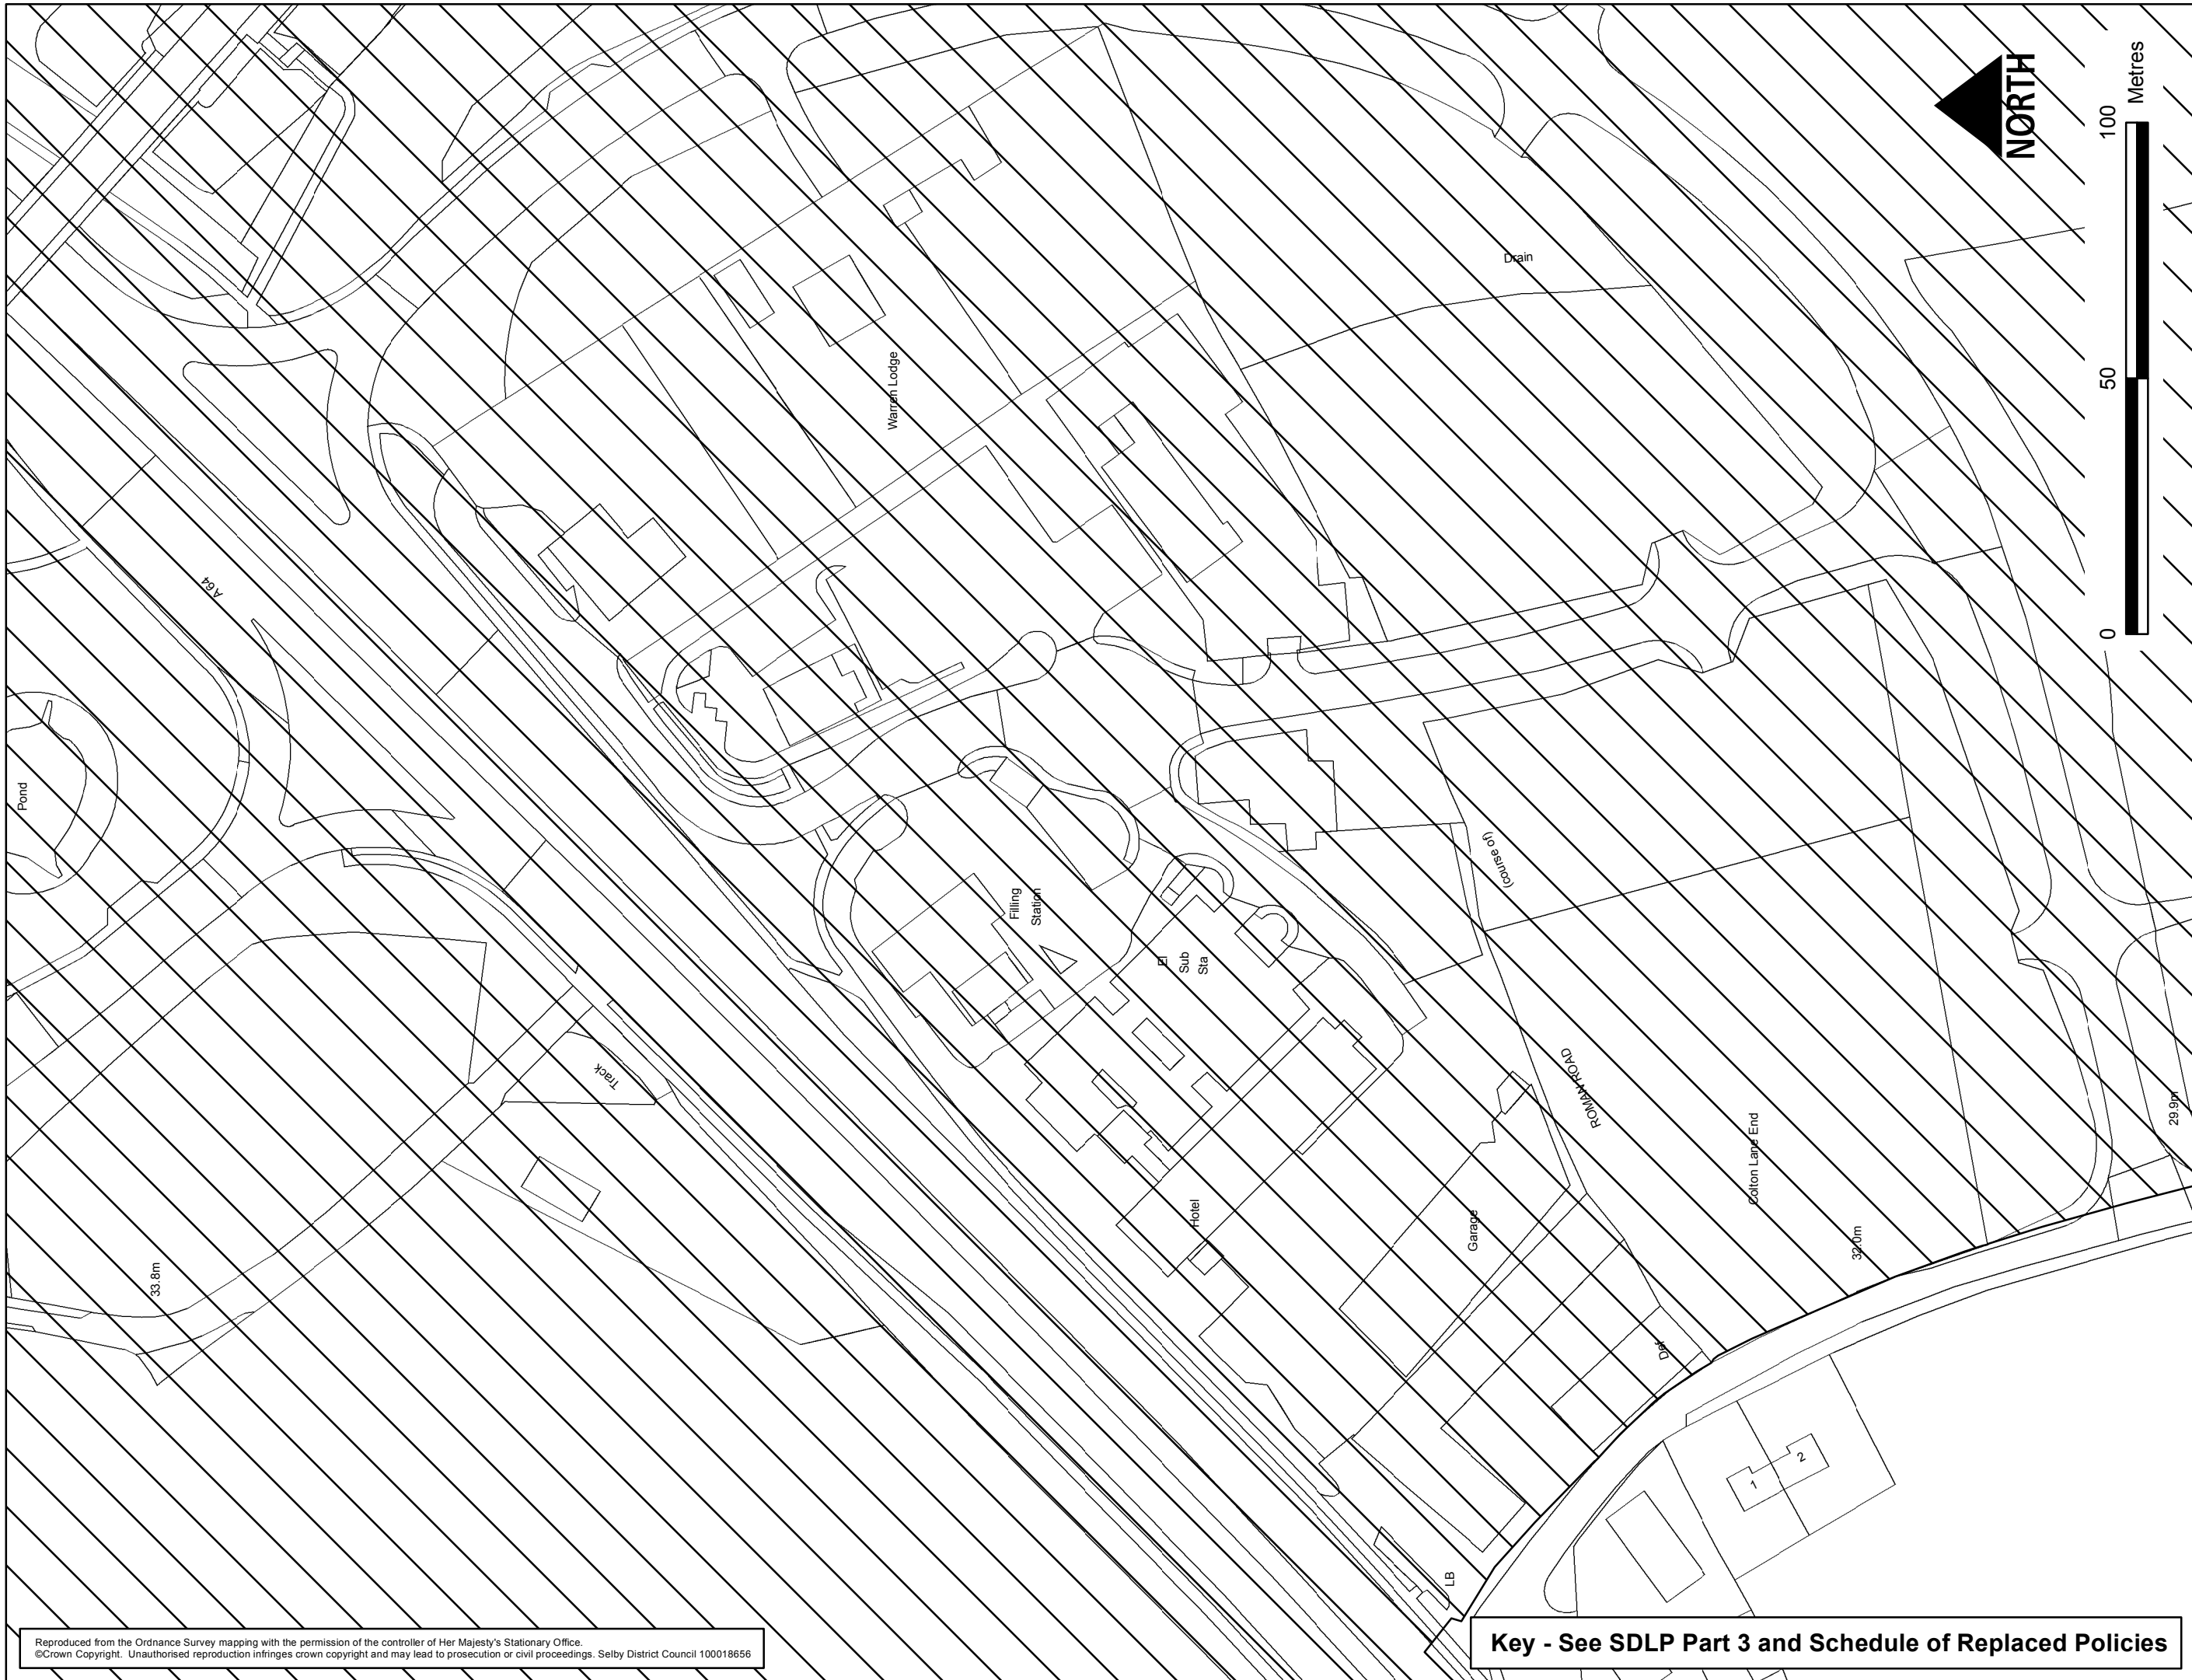 NORTH
Metres
100
50
0
Drain
Warren Lodge
A64
Pond
Filling
Station
El
Sub
Sta
(course of)
ROMAN ROAD
Track
Colton Lane End
29.9m
Hotel
Garage
32.0m
33.8m
Def
1
2
LB
Reproduced from the Ordnance Survey mapping with the permission of the controller of Her Majesty's Stationary Office.
©Crown Copyright. Unauthorised reproduction infringes crown copyright and may lead to prosecution or civil proceedings. Selby District Council 100018656
Key - See SDLP Part 3 and Schedule of Replaced Policies